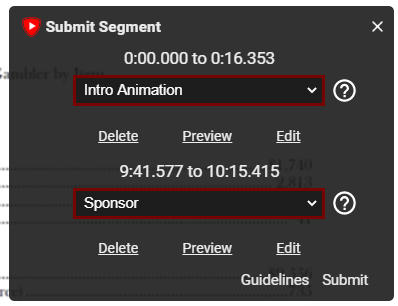 Submit Segment
0:00.000 to 0:16.353
Intro Animation
Delete Preview Edit
9:41.577 to 10:15.415
Sponsor
Delete Preview Edit
Guidelines Submit